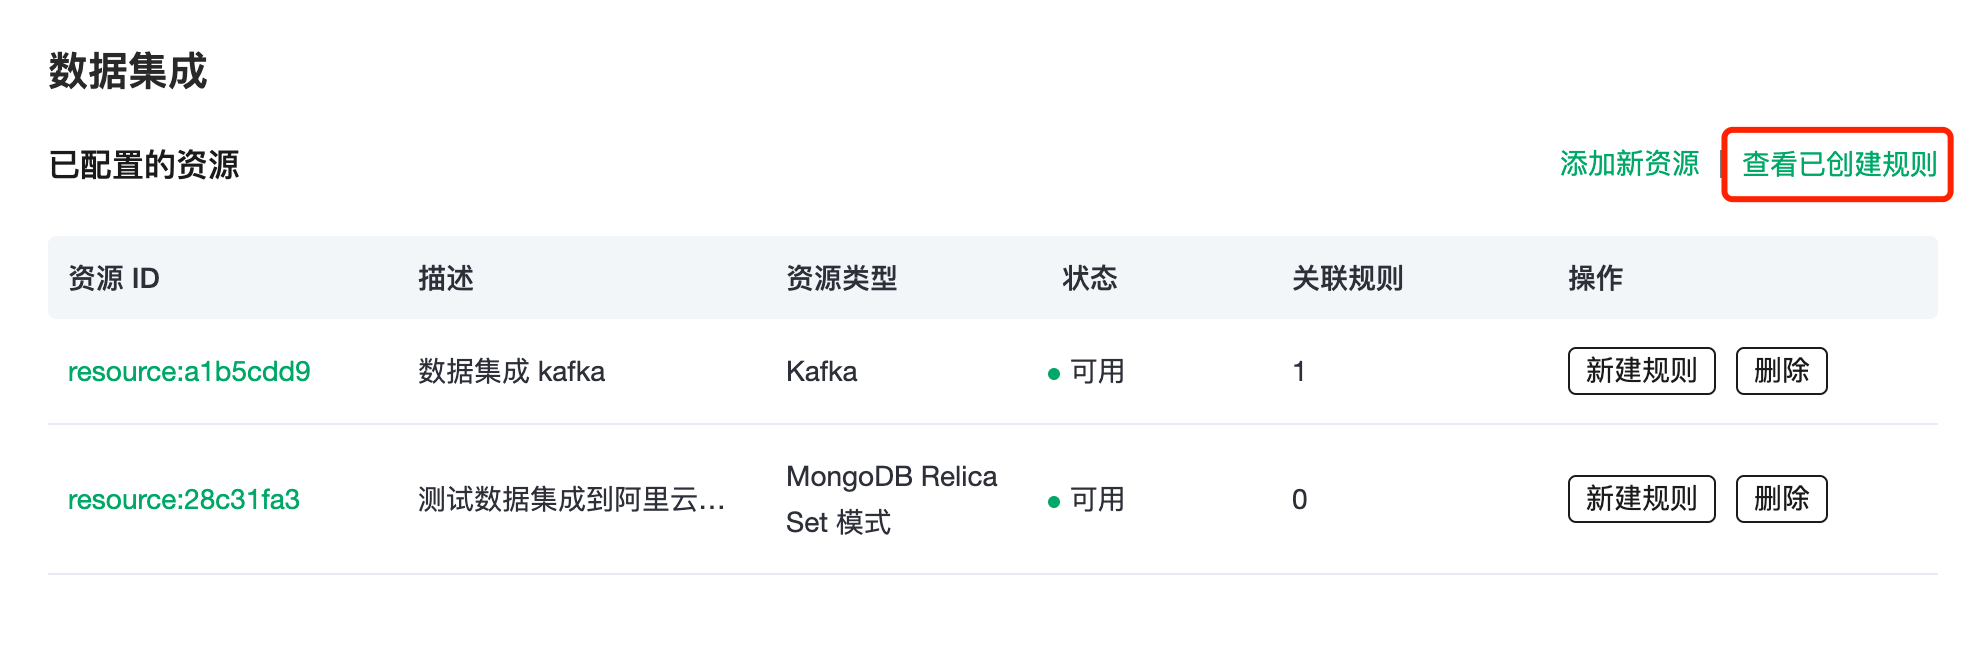 数据集成
已配置的资源
添加新资源 | 查看已创建规则
资源 ID 描述 资源类型 状态 关联规则 操作
resource:a1b5cdd9 数据集成 kafka Kafka 可用 1 新建规则 删除
resource:28c31fa3 测试数据集成到阿里云... MongoDB Relica Set 模式 可用 0 新建规则 删除